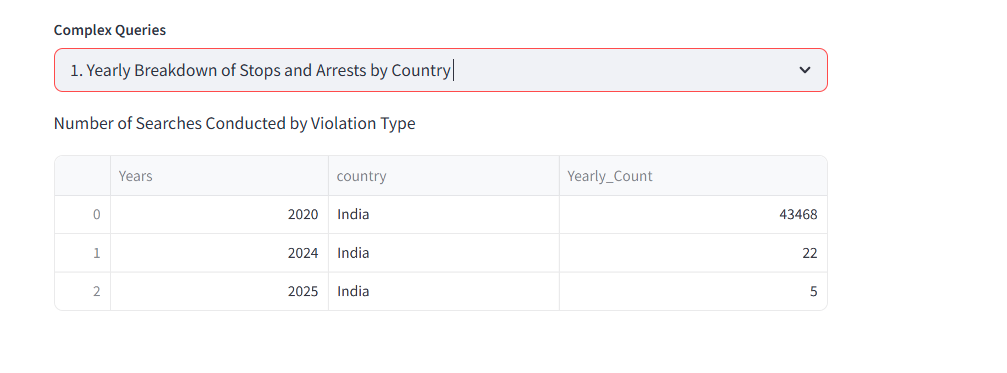 Complex Queries
1. Yearly Breakdown of Stops and Arrests by Country
Number of Searches Conducted by Violation Type
Years country Yearly_Count
0 2020 India 43468
1 2024 India 22
2 2025 India 5